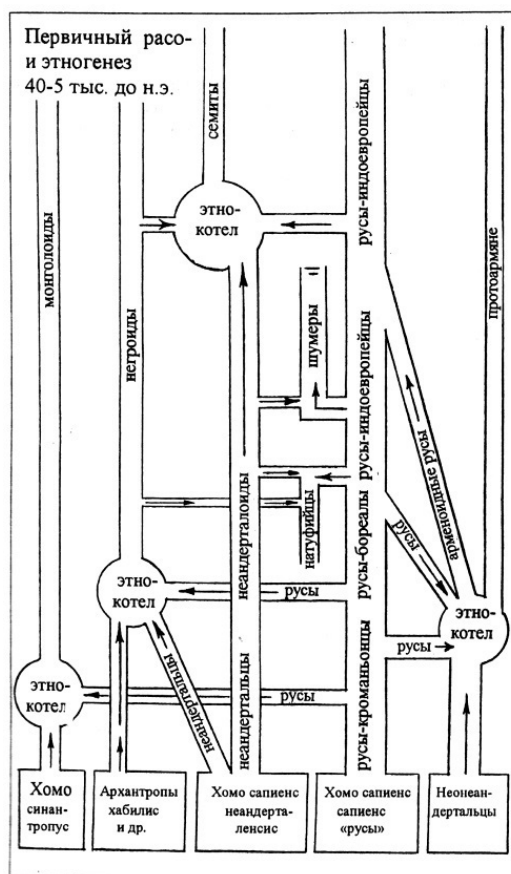 Первичный расо-
и этногенез
40-5 тыс. до н.э.
семиты
этно-
котел
русы-индоевропейцы
монголоиды
негроиды
протоармяне
шумеры
русы-индоевропейцы
арменоидные русы
неандерталоиды
натуфийцы
русы-бореалы
русы
этно-
котел
русы
этно-
котел
русы
этно-
котел
русы
неандертальцы
неандертальцы
русы-кроманьонцы
Хомо
синан-
тропус
Архантропы
хабилис
и др.
Хомо сапиенс
неандерта-
ленсис
Хомо сапиенс
сапиенс
«русы»
Неонеан-
дертальцы